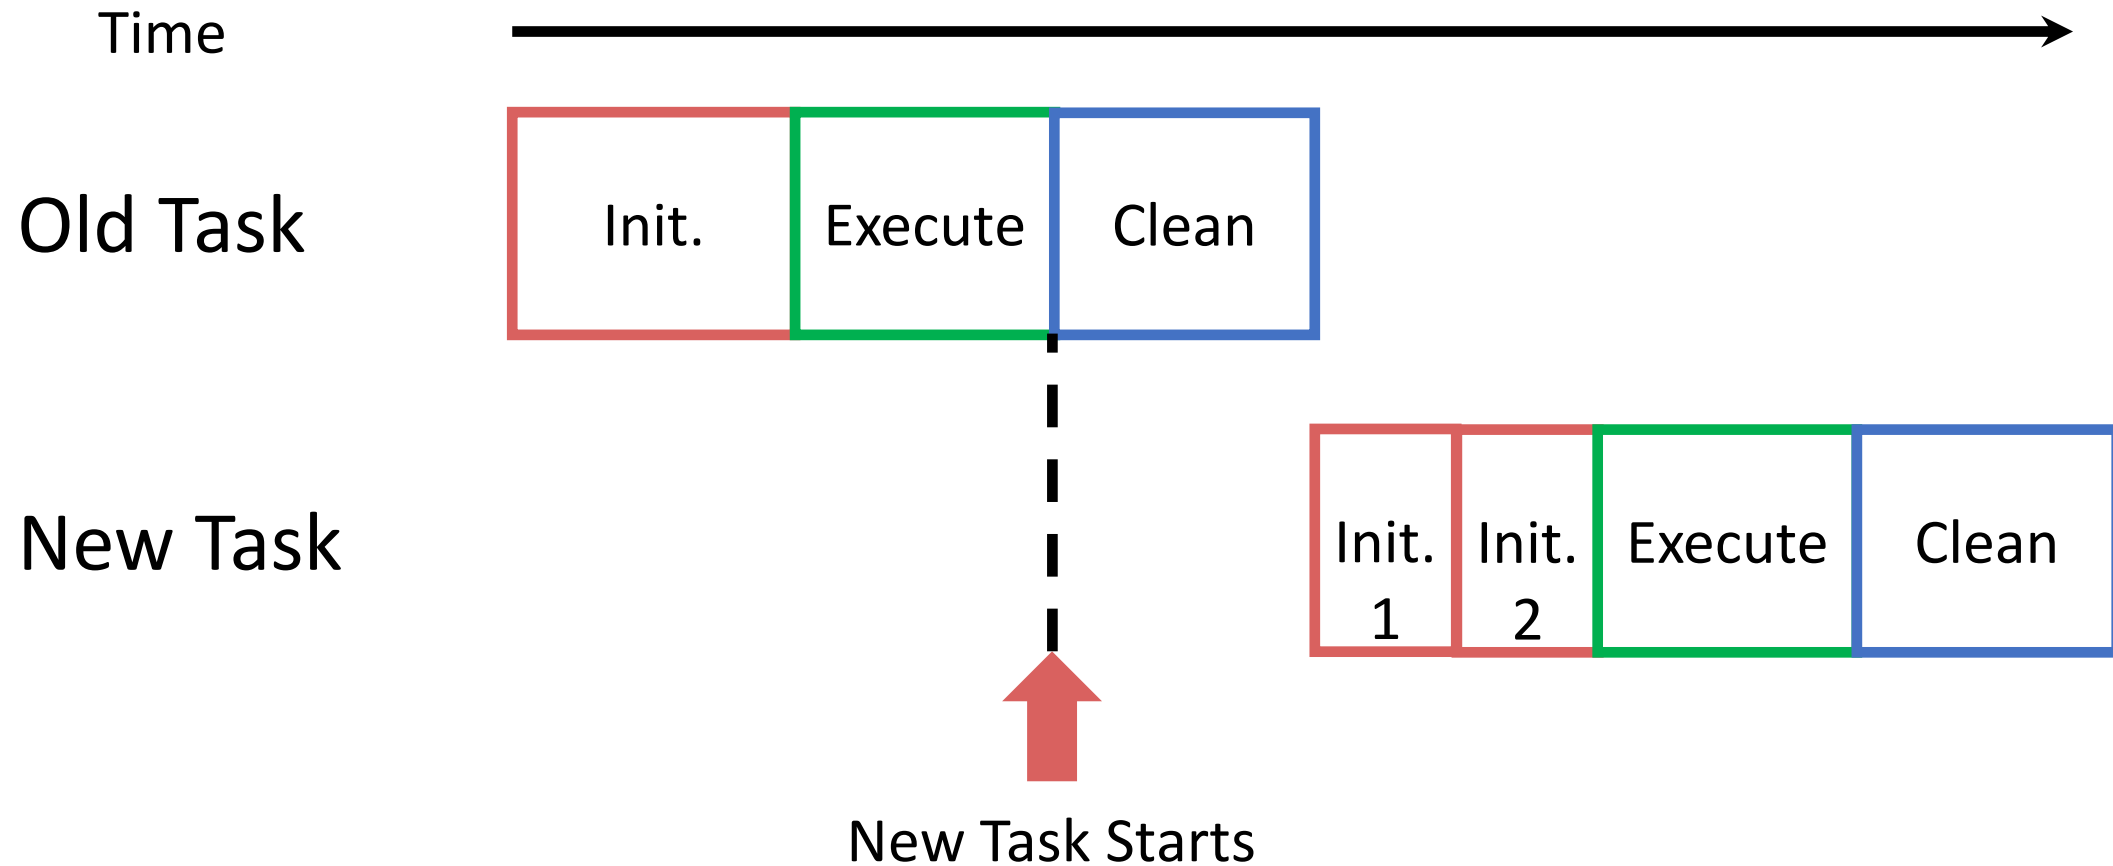 Time
Old Task
Init.
Execute
Clean
New Task
Init.
1
Init.
2
Execute
Clean
New Task Starts